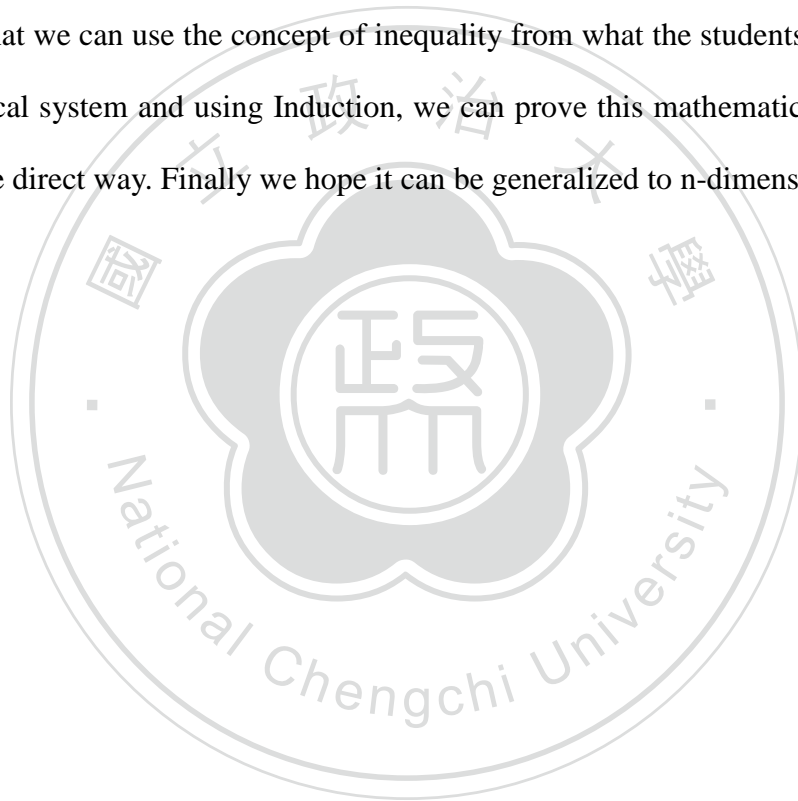 at we can use the concept of inequality from what the students
cal system and using Induction, we can prove this mathematic
e direct way. Finally we hope it can be generalized to n-dimens
國立政治大學
政
National Chengchi University